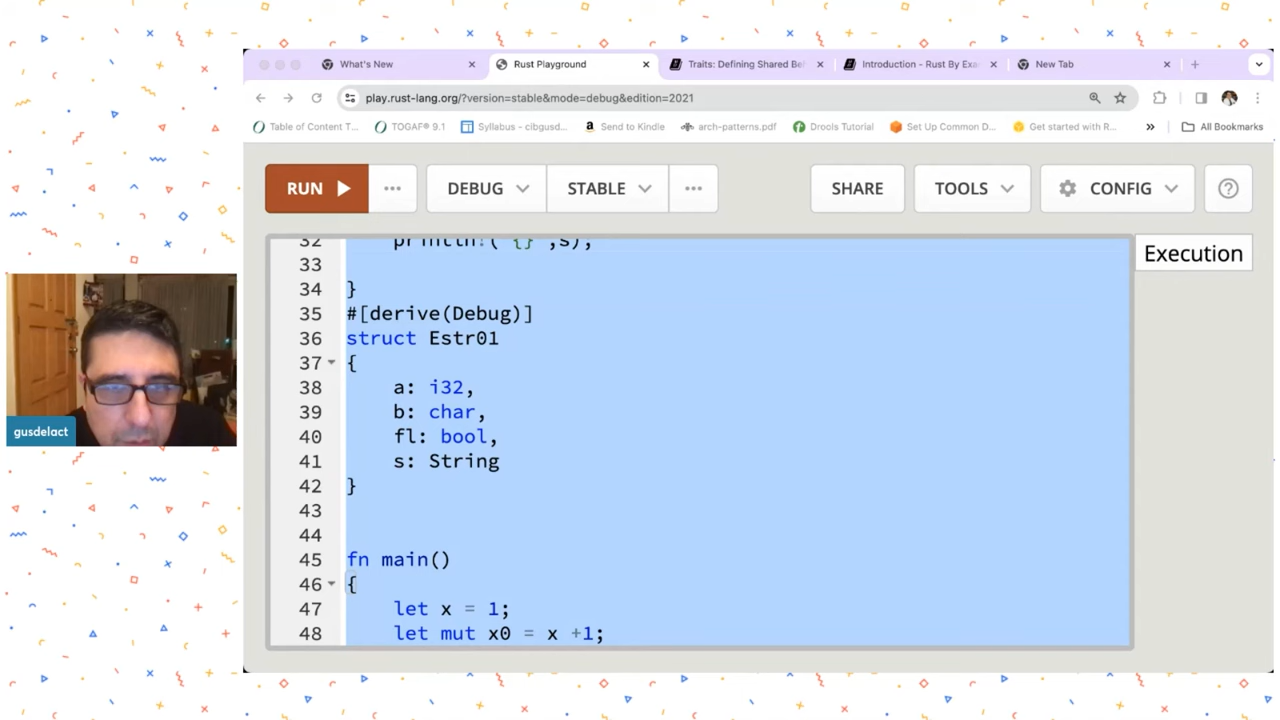 What's New
Rust Playground
Traits: Defining Shared Be
Introduction - Rust By Exa
New Tab
play.rust-lang.org/?version=stable&mode=debug&edition=2021
Table of Content T...
TOGAF® 9.1
Syllabus - cibgusd...
Send to Kindle
arch-patterns.pdf
Drools Tutorial
Set Up Common D...
Get started with R...
All Bookmarks
RUN
DEBUG
STABLE
SHARE
TOOLS
CONFIG
Execution
32 println!("{}",s);
33
34 }
35 #[derive(Debug)]
36 struct Estr01
37 {
38 a: i32,
39 b: char,
40 fl: bool,
41 s: String
42 }
43
44
45 fn main()
46 {
47 let x = 1;
48 let mut x0 = x +1;
gusdelact